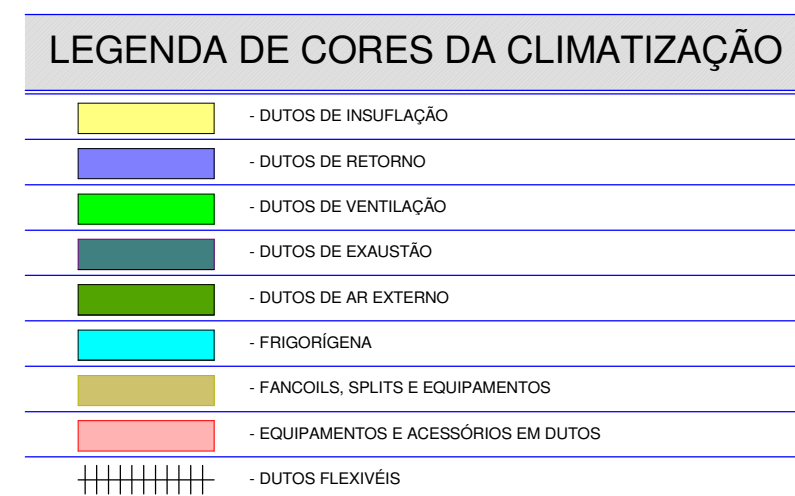 LEGENDA DE CORES DA CLIMATIZAÇÃO
- DUTOS DE INSUFLAÇÃO
- DUTOS DE RETORNO
- DUTOS DE VENTILAÇÃO
- DUTOS DE EXAUSTÃO
- DUTOS DE AR EXTERNO
- FRIGORÍGENA
- FANCOILS, SPLITS E EQUIPAMENTOS
- EQUIPAMENTOS E ACESSÓRIOS EM DUTOS
- DUTOS FLEXIVÉIS